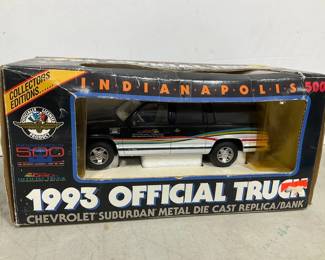 COLLECTORS
EDITIONS......
INDIANAPOLIS 500
500
1993 OFFICIAL TRUCK
CHEVROLET SUBURBAN METAL DIE CAST REPLICA/BANK